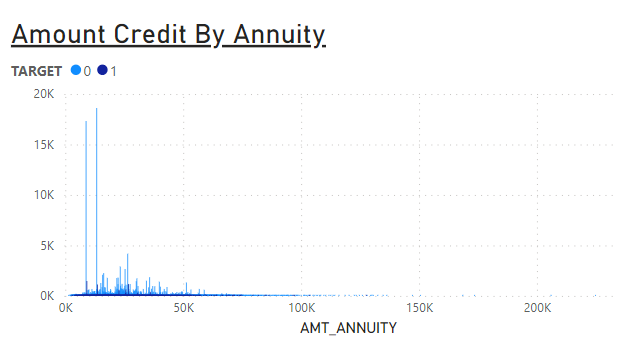 Amount Credit By Annuity
TARGET 0 1
20K
15K
10K
5K
0K
0K 50K 100K 150K 200K
AMT_ANNUITY